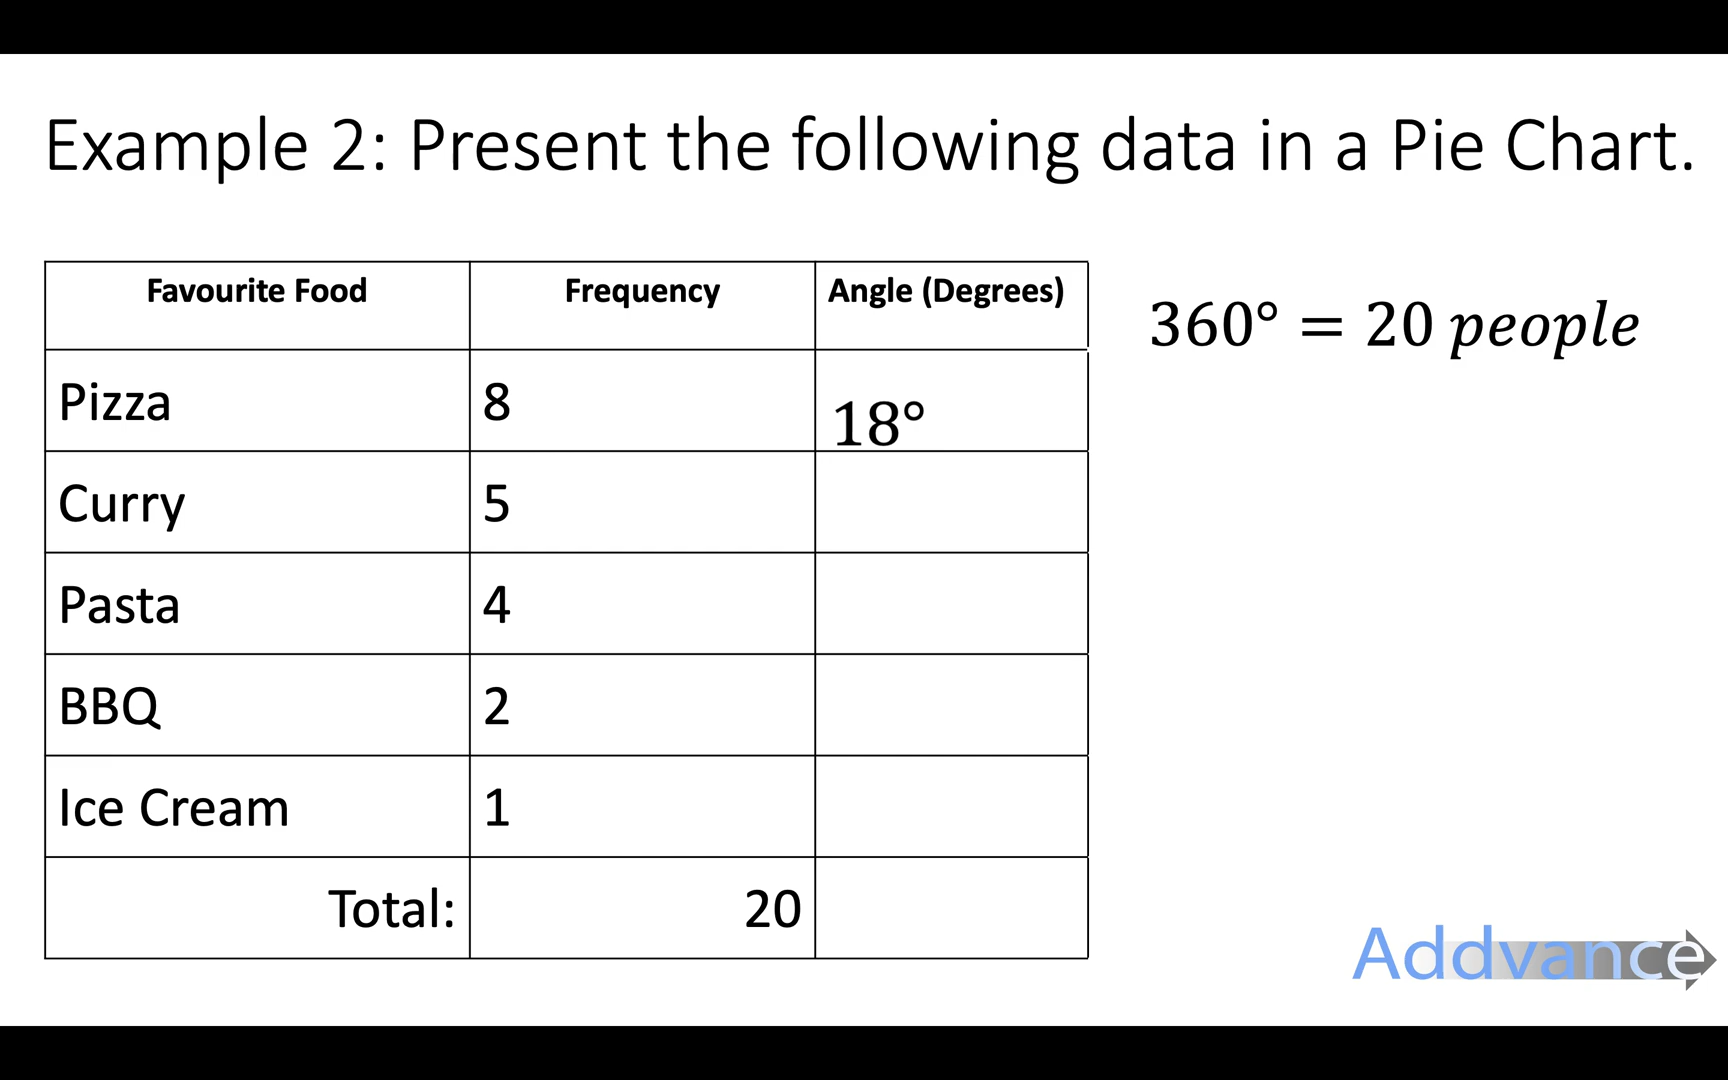 Example 2: Present the following data in a Pie Chart.
Favourite Food Frequency Angle (Degrees)
360° = 20 people
Pizza 8 18°
Curry 5
Pasta 4
BBQ 2
Ice Cream 1
Total: 20
Addvance